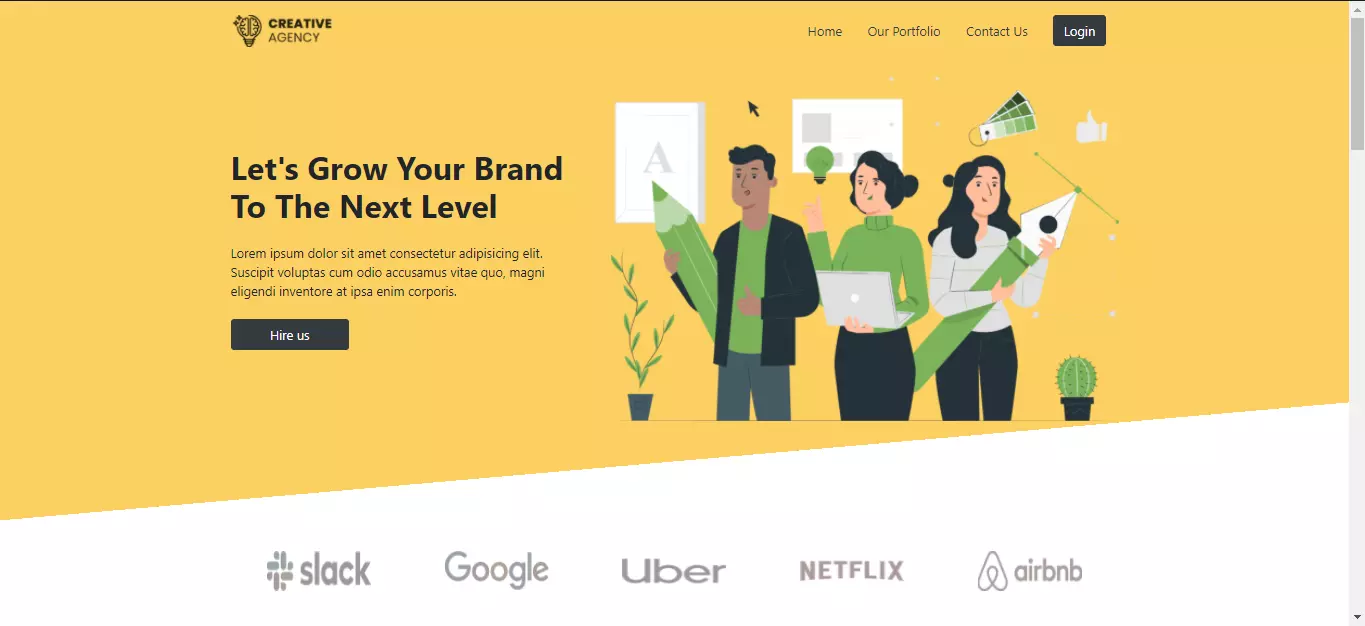 CREATIVE
AGENCY
Home
Our Portfolio
Contact Us
Login
A
Let's Grow Your Brand
To The Next Level
Lorem ipsum dolor sit amet consectetur adipisicing elit.
Suscipit voluptas cum odio accusamus vitae quo, magni
eligendi inventore at ipsa enim corporis.
Hire us
slack
Google
Uber
NETFLIX
airbnb